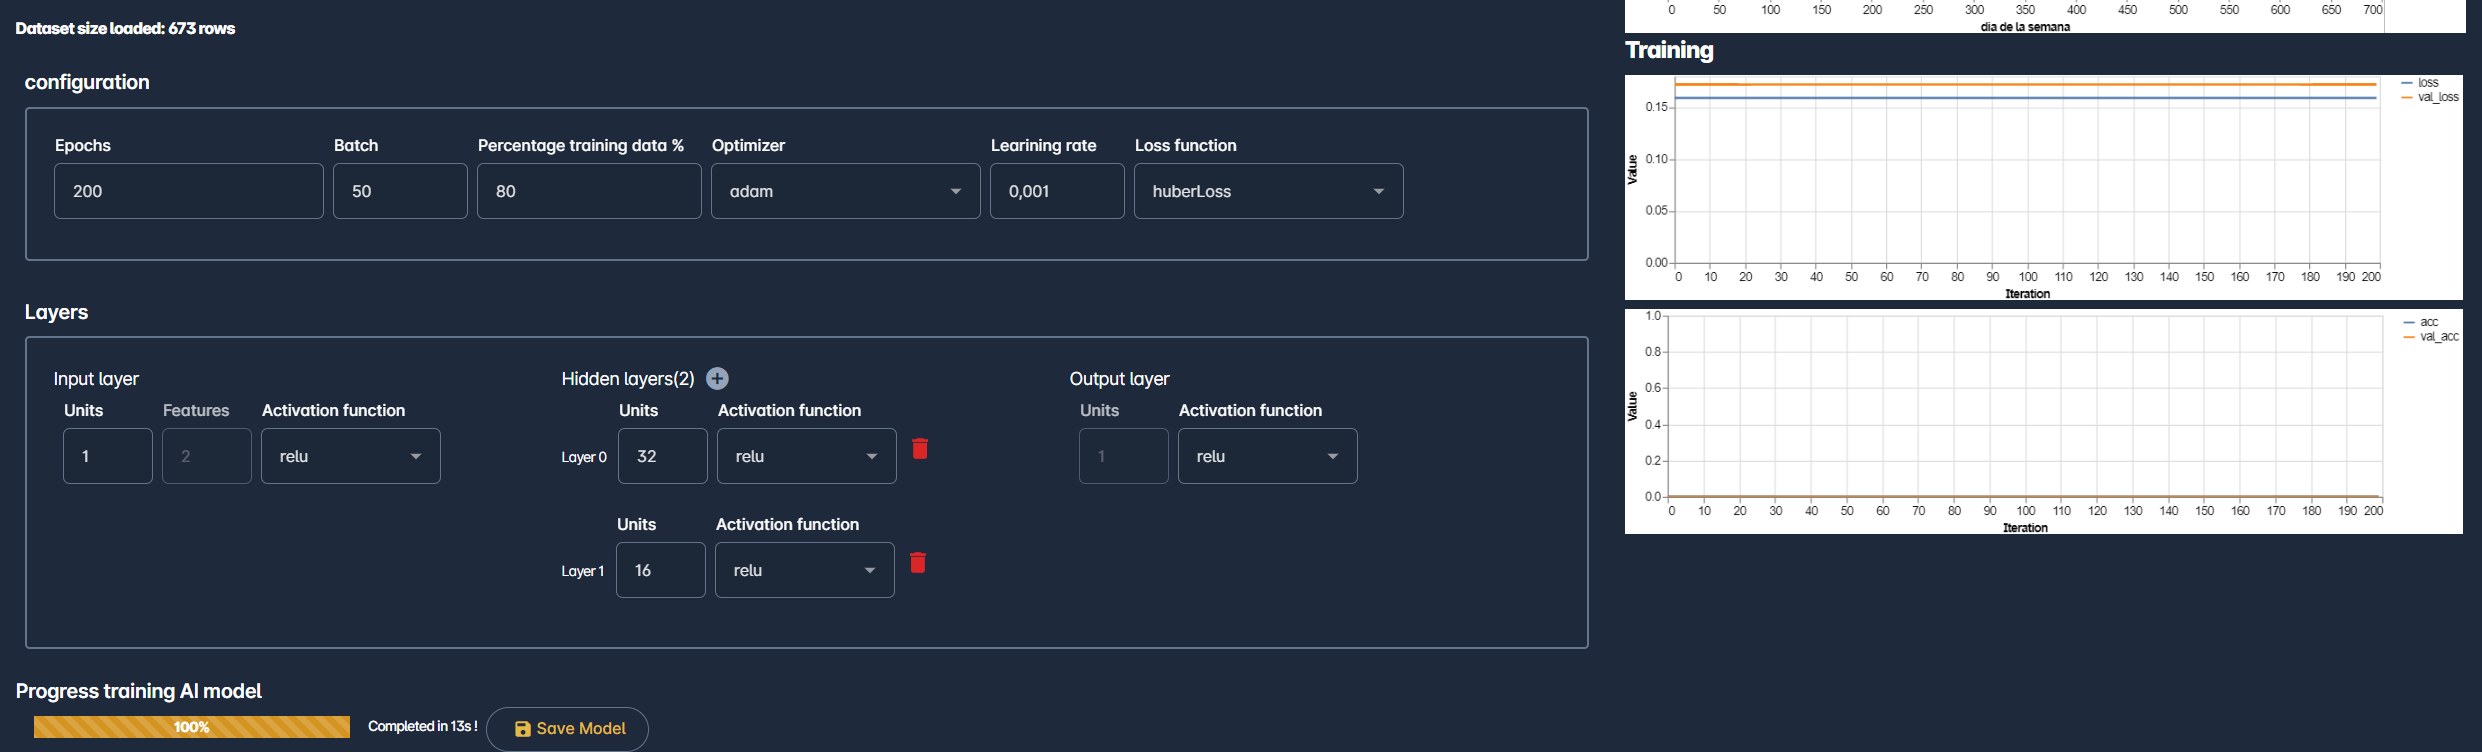 Dataset size loaded: 673 rows
configuration
Epochs Batch Percentage training data % Optimizer Learining rate Loss function
200 50 80 adam 0,001 huberLoss
Layers
Input layer
Units Features Activation function
1 2 relu
Hidden layers(2)
Units Activation function
Layer 0 32 relu
Units Activation function
Layer 1 16 relu
Output layer
Units Activation function
1 relu
Progress training AI model
100% Completed in 13s ! Save Model
0 50 100 150 200 250 300 350 400 450 500 550 600 650 700
dia de la semana
Training
loss
val_loss
0.15
0.10
0.05
0.00
Value
0 10 20 30 40 50 60 70 80 90 100 110 120 130 140 150 160 170 180 190 200
Iteration
acc
val_acc
1.0
0.8
0.6
0.4
0.2
0.0
Value
0 10 20 30 40 50 60 70 80 90 100 110 120 130 140 150 160 170 180 190 200
Iteration